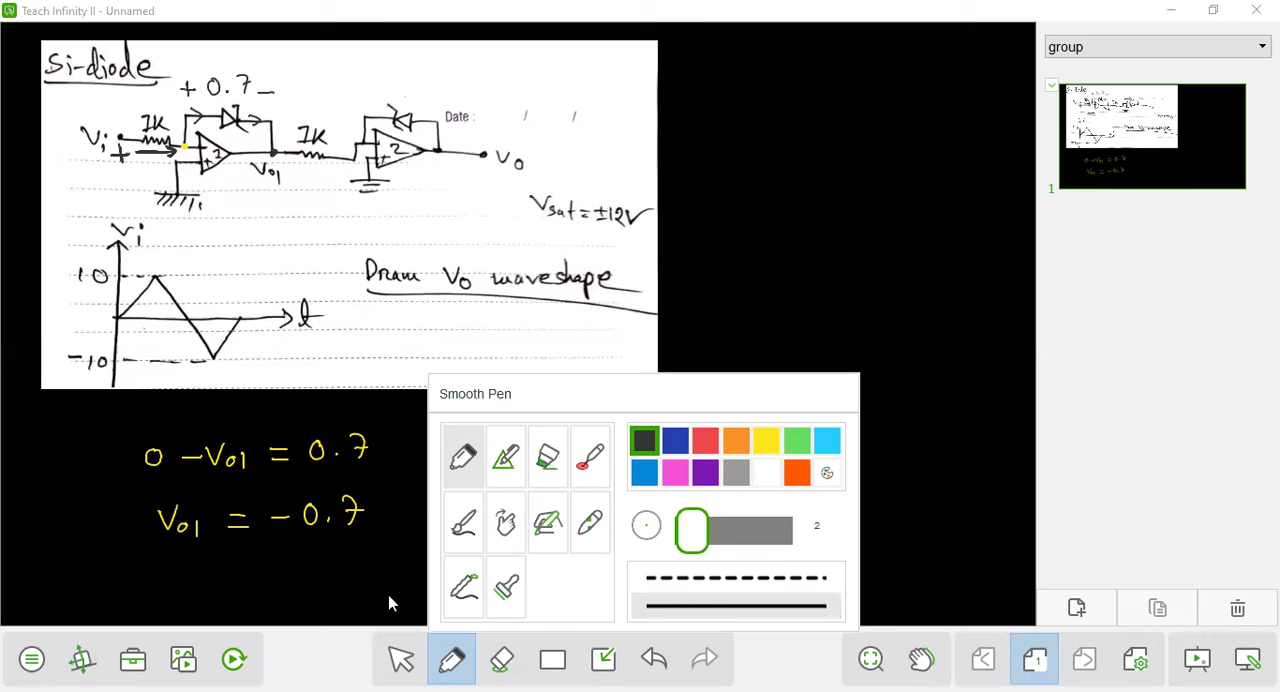 Teach Infinity II - Unnamed
group
Si-diode
+ 0.7 -
1K
1K
Date : / /
Vi
+
- 1
+
Vo1
2
+
Vo
Vsat = ±12V
Vi
10
Draw Vo waveshape
t
-10
Smooth Pen
0 - Vo1 = 0.7
Vo1 = - 0.7
2
1
1